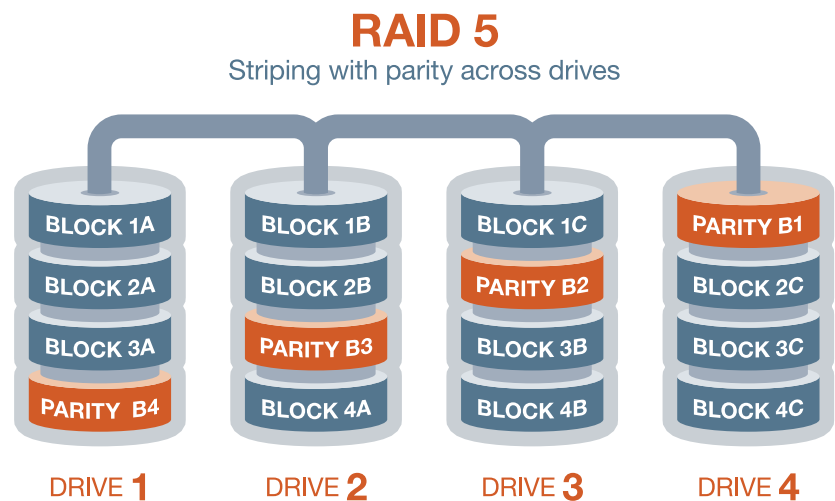 RAID 5
Striping with parity across drives
BLOCK 1A
BLOCK 2A
BLOCK 3A
PARITY B4
DRIVE 1
BLOCK 1B
BLOCK 2B
PARITY B3
BLOCK 4A
DRIVE 2
BLOCK 1C
PARITY B2
BLOCK 3B
BLOCK 4B
DRIVE 3
PARITY B1
BLOCK 2C
BLOCK 3C
BLOCK 4C
DRIVE 4